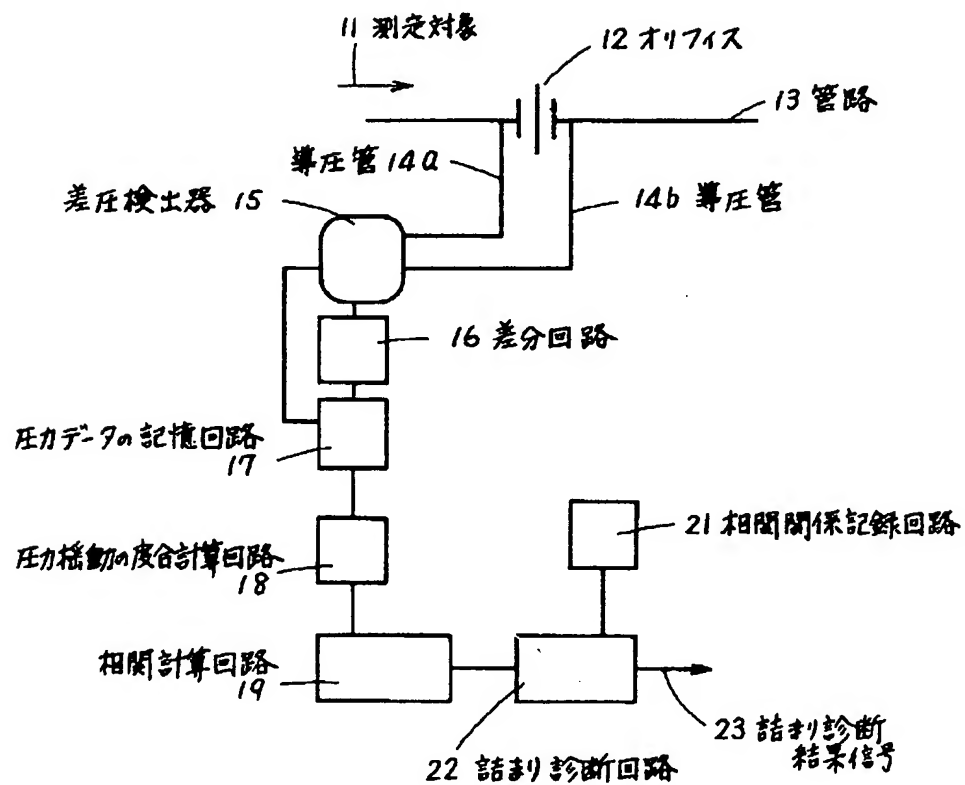 11 測定対象
12 オリフィス
13 管路
導圧管 14a
差圧検出器 15
14b 導圧管
16 差分回路
圧力データの記憶回路
17
21 相関関係記録回路
圧力揺動の度合計算回路
18
相関計算回路
19
23 詰まり診断
結果信号
22 詰まり診断回路